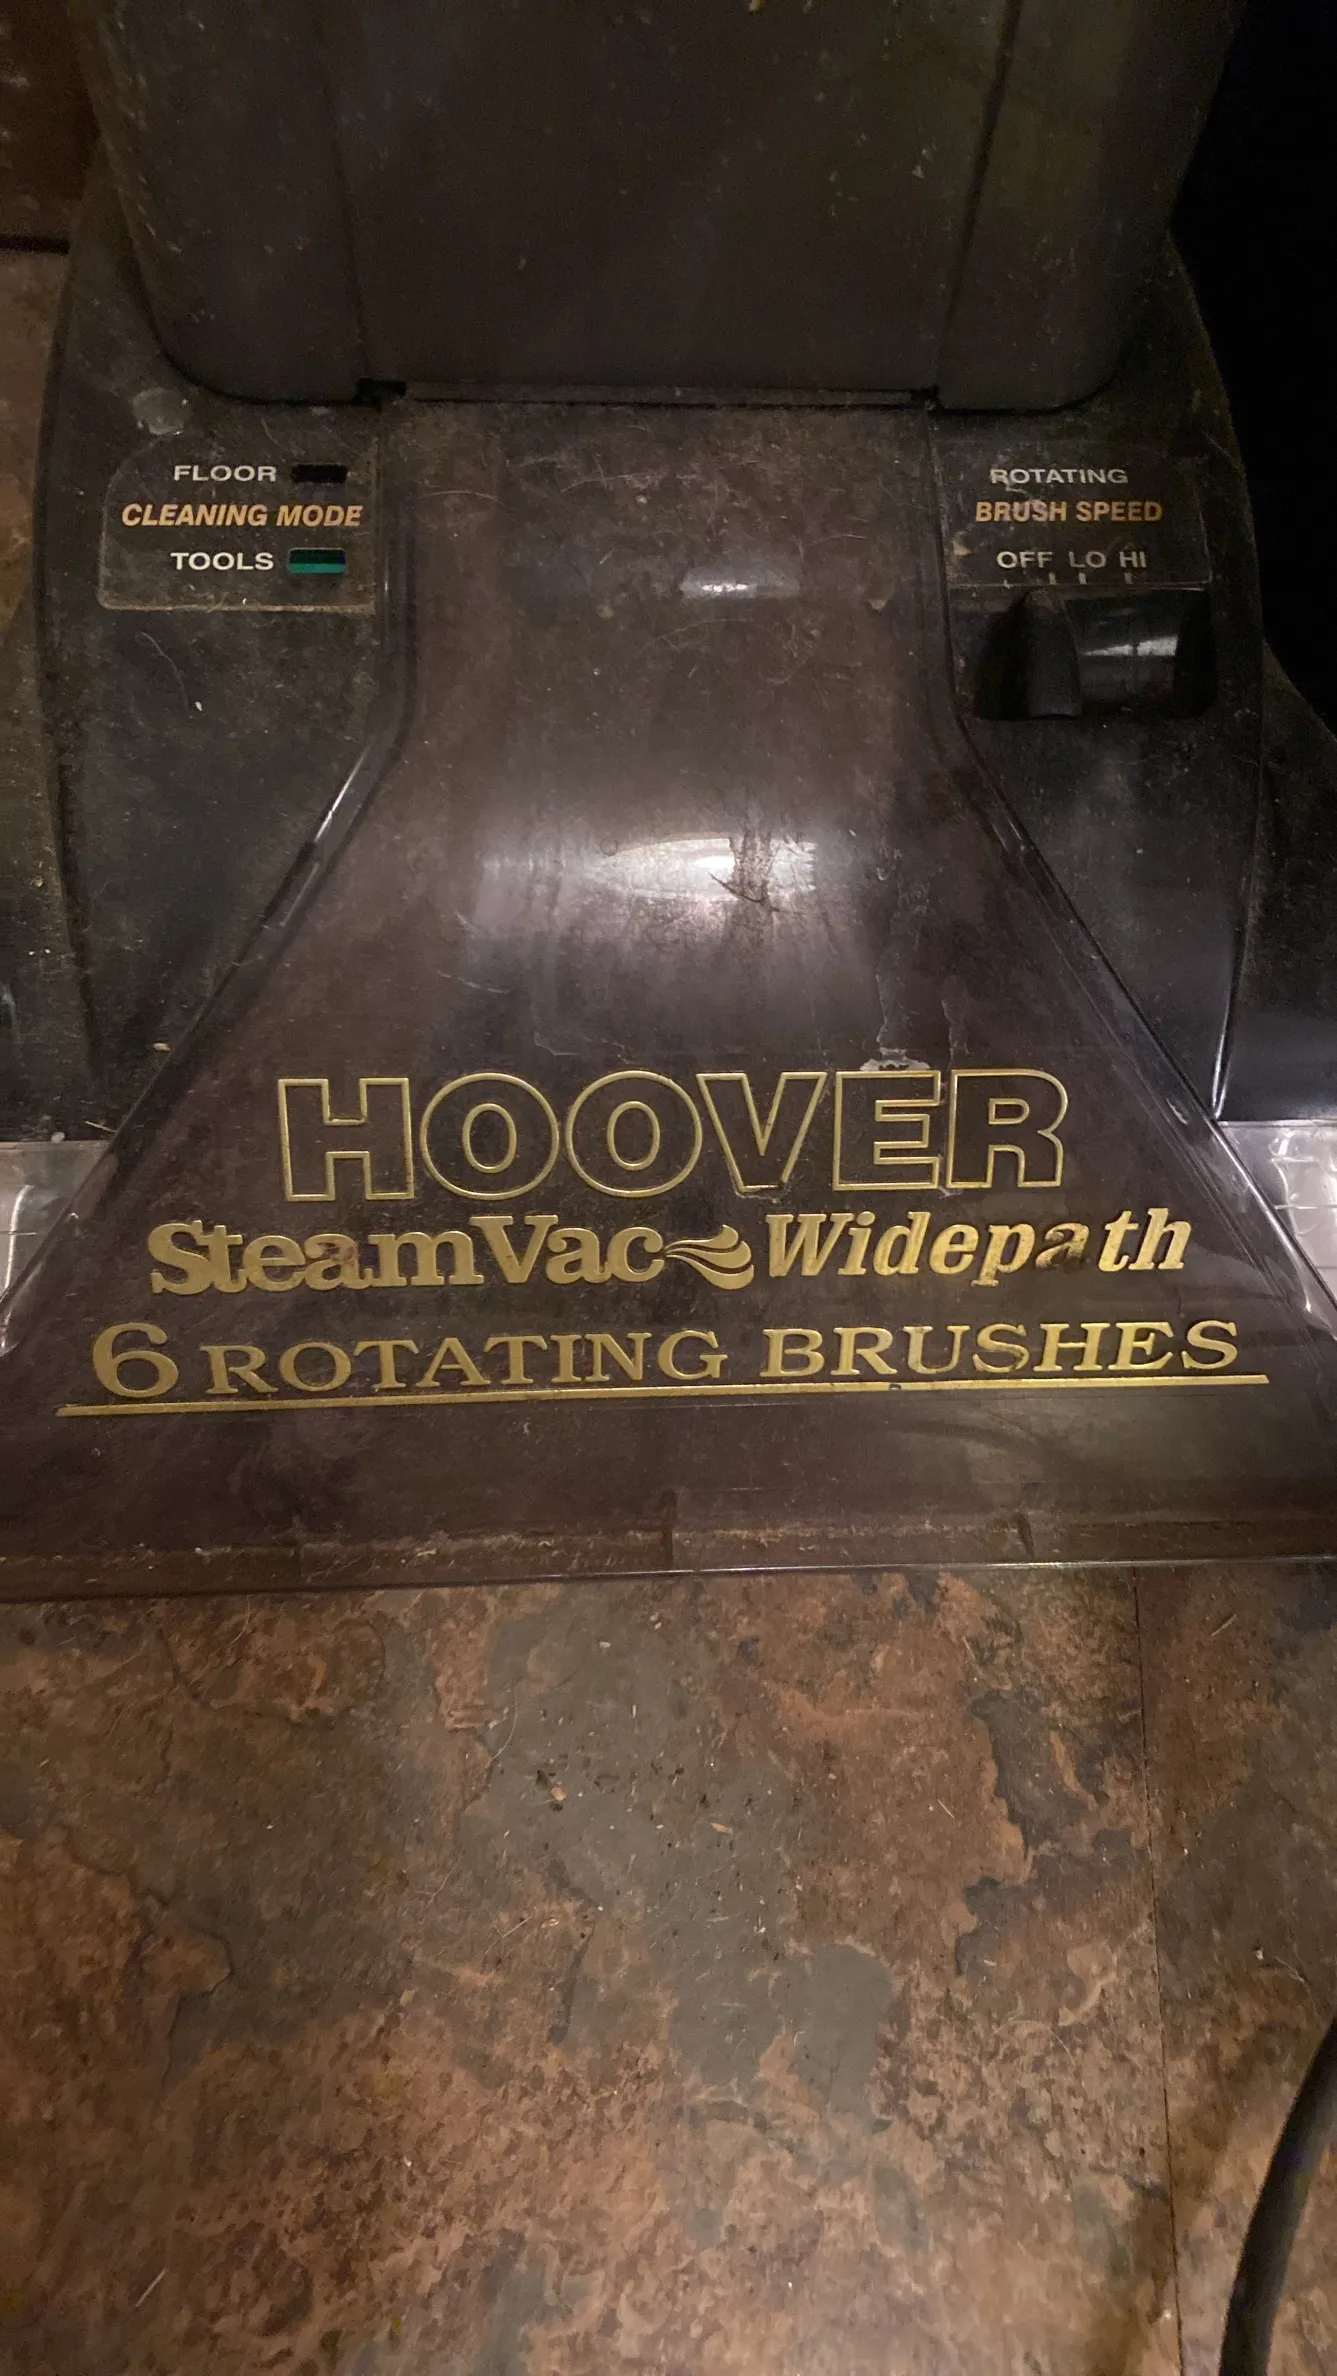 FLOOR
CLEANING MODE
TOOLS
ROTATING
BRUSH SPEED
OFF LO HI
HOOVER
SteamVac Widepath
6 ROTATING BRUSHES